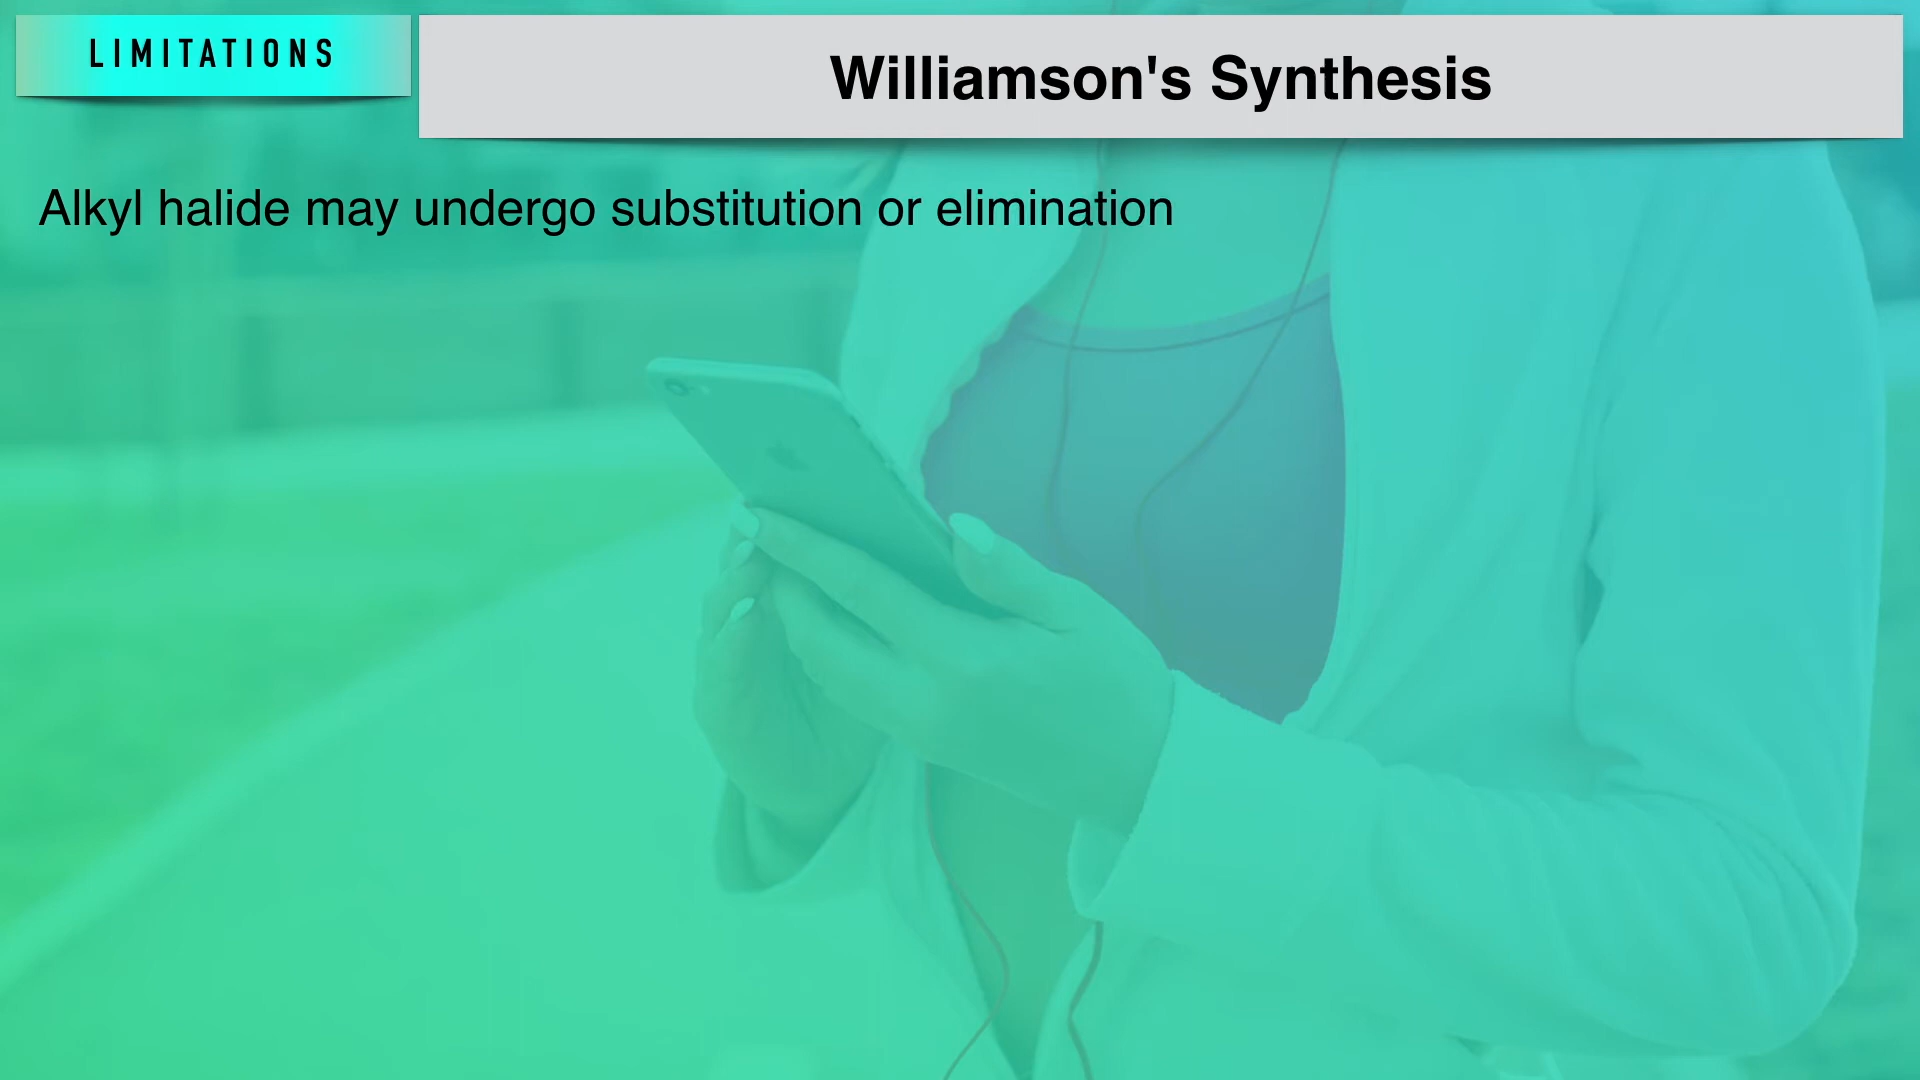 LIMITATIONS
Williamson's Synthesis
Alkyl halide may undergo substitution or elimination